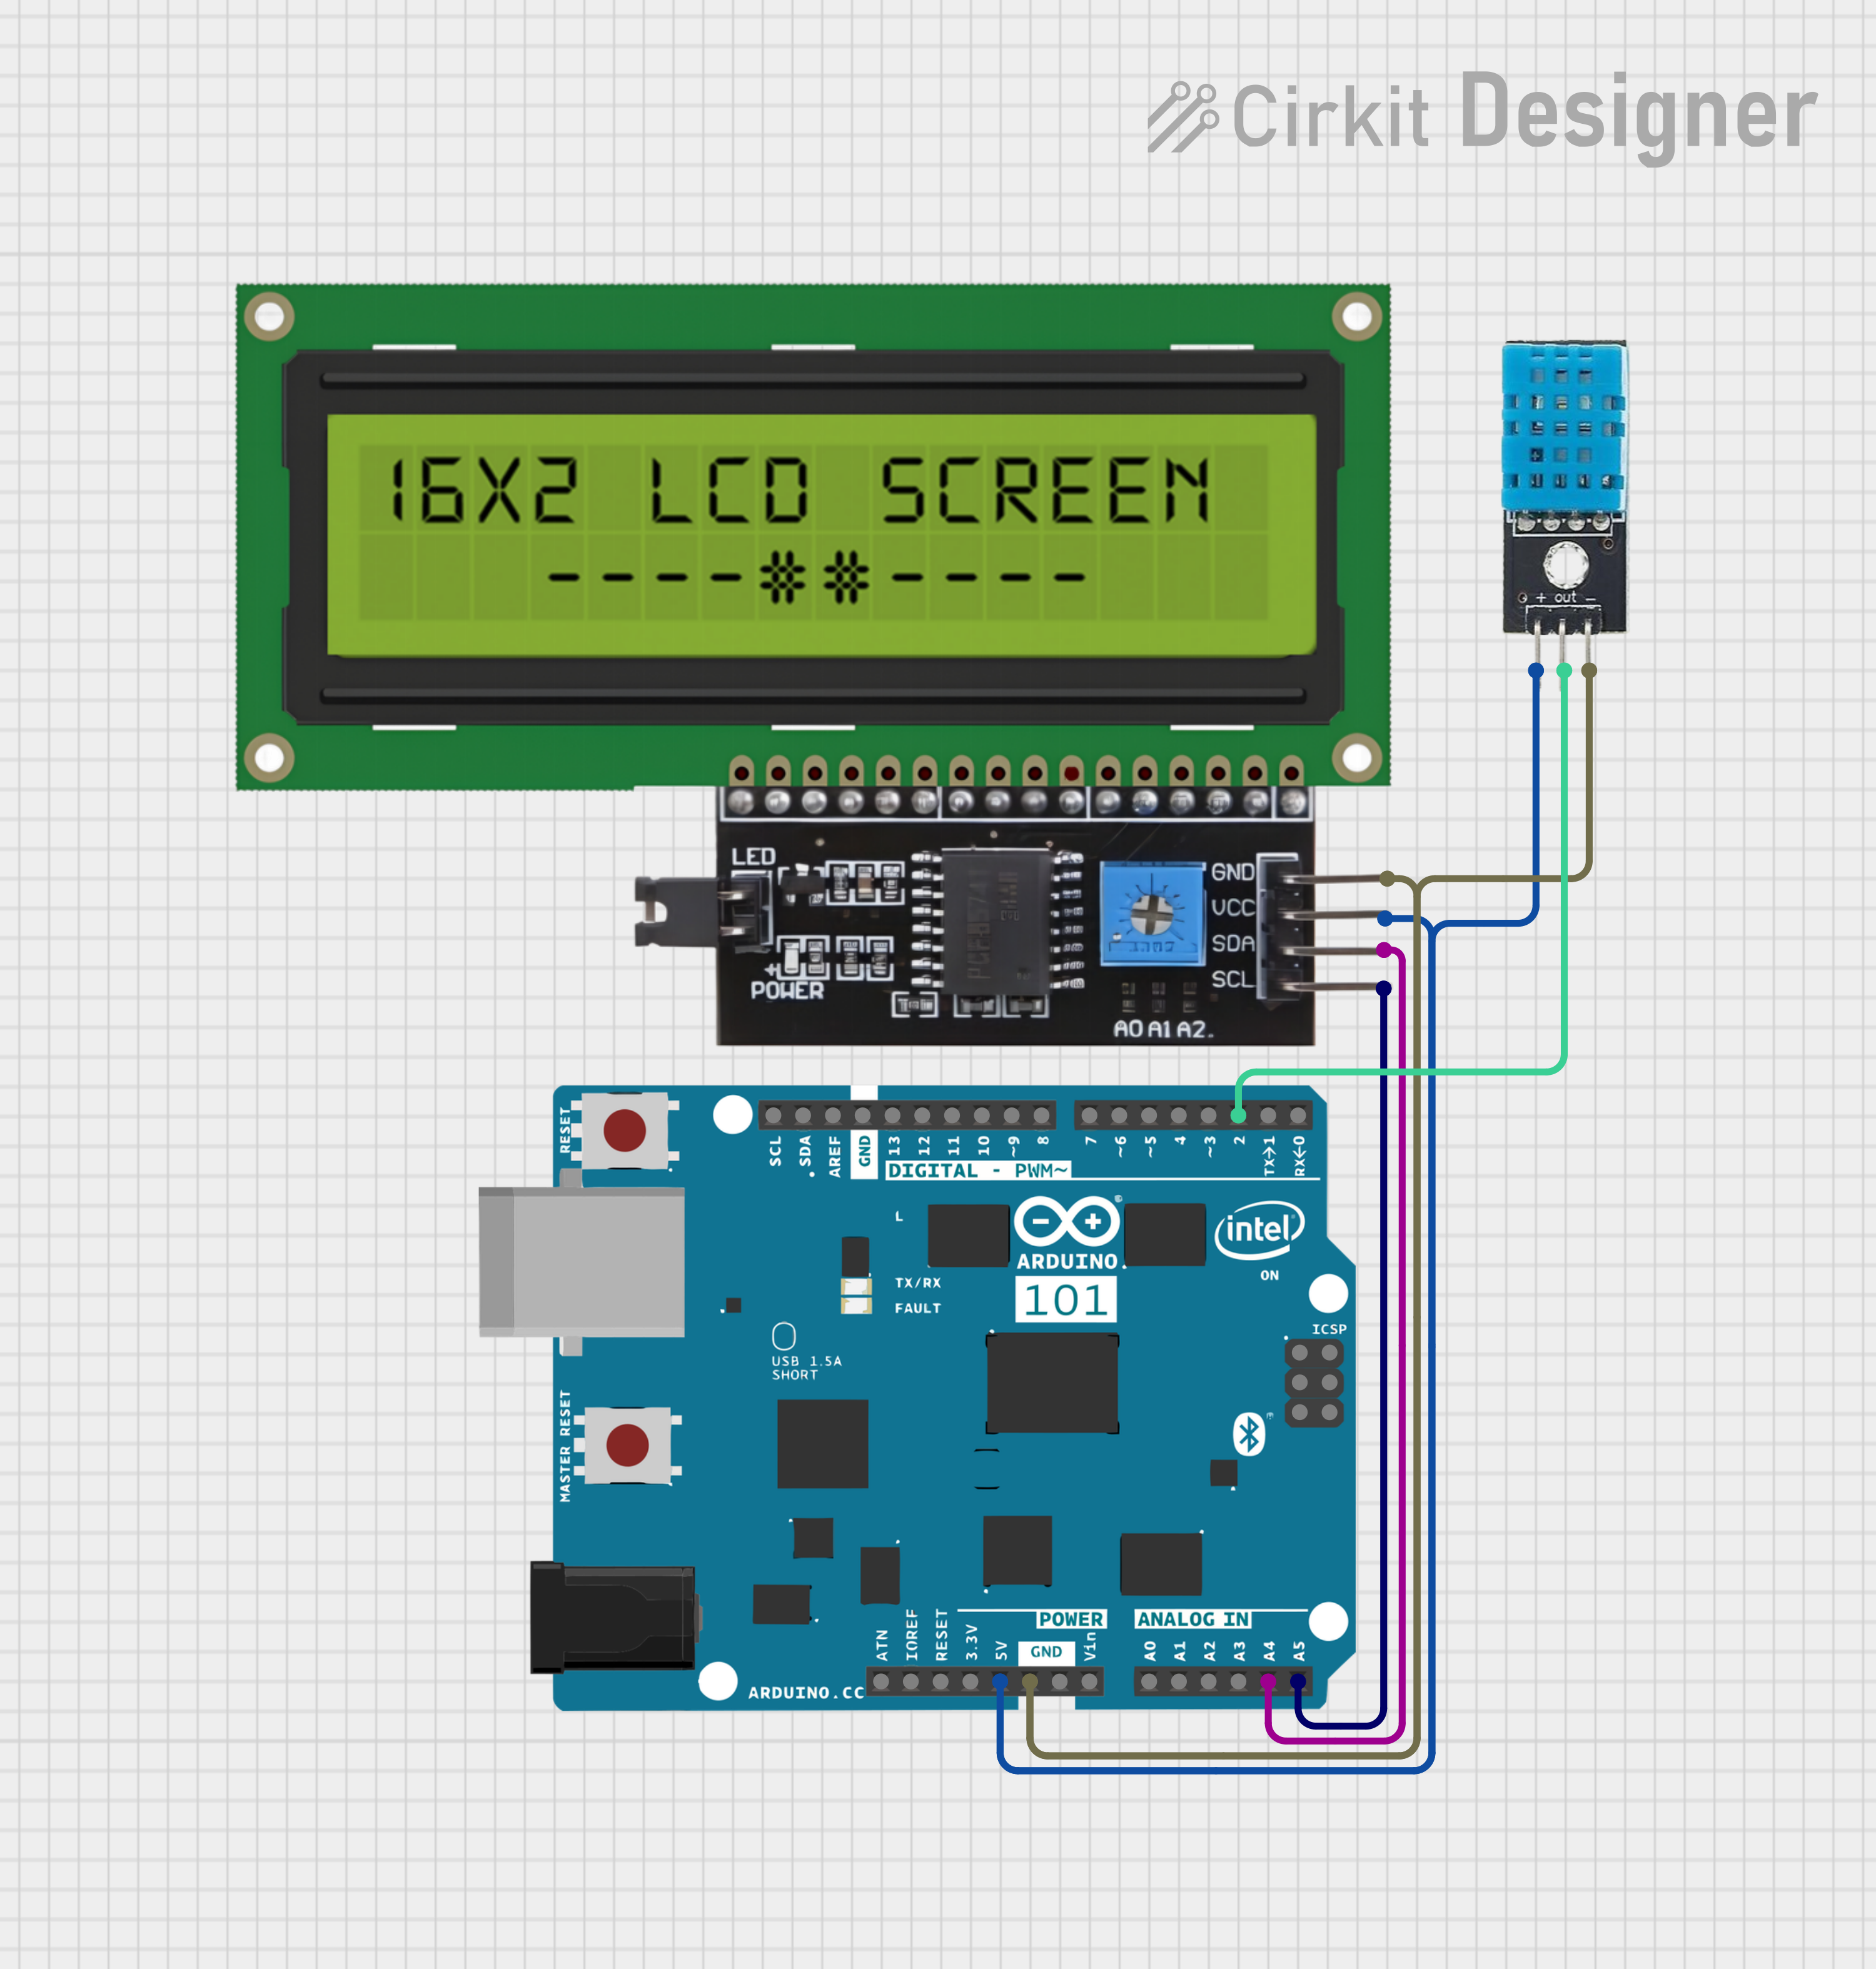 Cirkit Designer
16X2 LCD SCREEN
----##----
+ out -
LED
GND
VCC
SDA
SCL
+
POWER
A0 A1 A2
RESET
SCL
SDA
AREF
GND
13
12
11
10
~9
8
7
~6
~5
4
~3
2
TX→1
RX←0
DIGITAL - PWM~
L
ARDUINO
intel
TX/RX
ON
FAULT
101
ICSP
USB 1.5A
SHORT
MASTER RESET
POWER
ANALOG IN
ATN
IOREF
RESET
3.3V
5V
GND
Vin
A0
A1
A2
A3
A4
A5
ARDUINO.CC